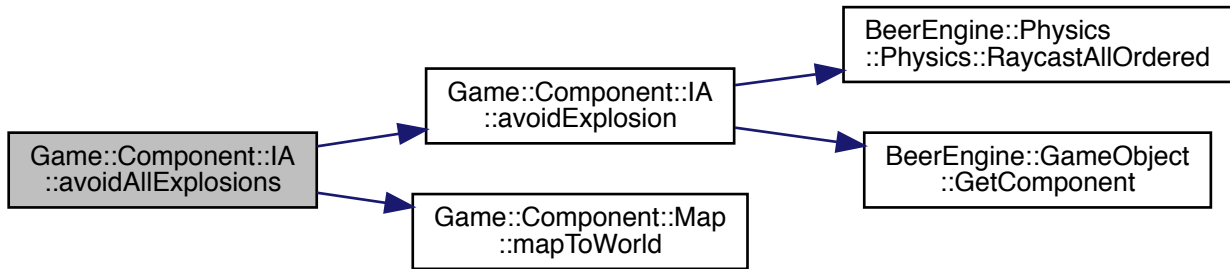 Game::Component::IA
::avoidAllExplosions
Game::Component::IA
::avoidExplosion
Game::Component::Map
::mapToWorld
BeerEngine::Physics
::Physics::RaycastAllOrdered
BeerEngine::GameObject
::GetComponent